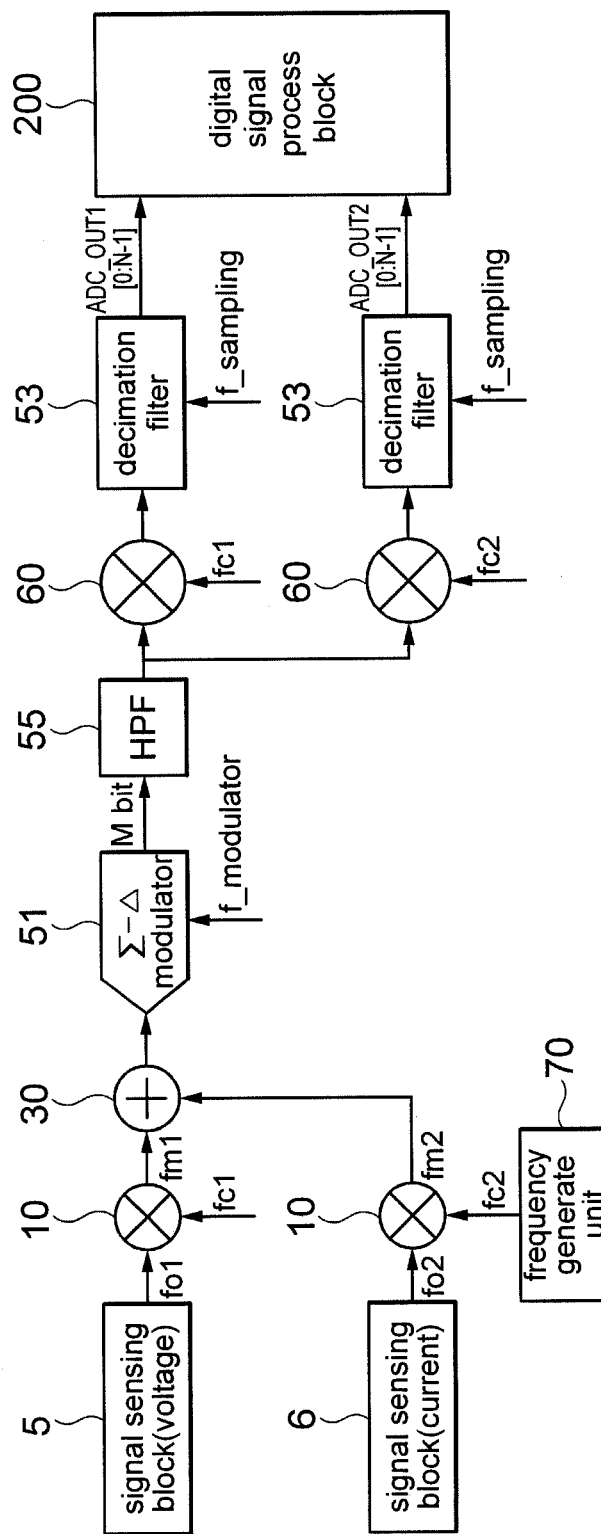 5
signal sensing
block(voltage)
fo1
10
fc1
fm1
30
51
Σ-Δ
modulator
f_modulator
M bit
55
HPF
60
fc1
53
decimation
filter
f_sampling
ADC_OUT1
[0:N-1]
200
digital
signal
process
block
6
signal sensing
block(current)
fo2
10
fc2
fm2
70
frequency
generate
unit
60
fc2
53
decimation
filter
f_sampling
ADC_OUT2
[0:N-1]